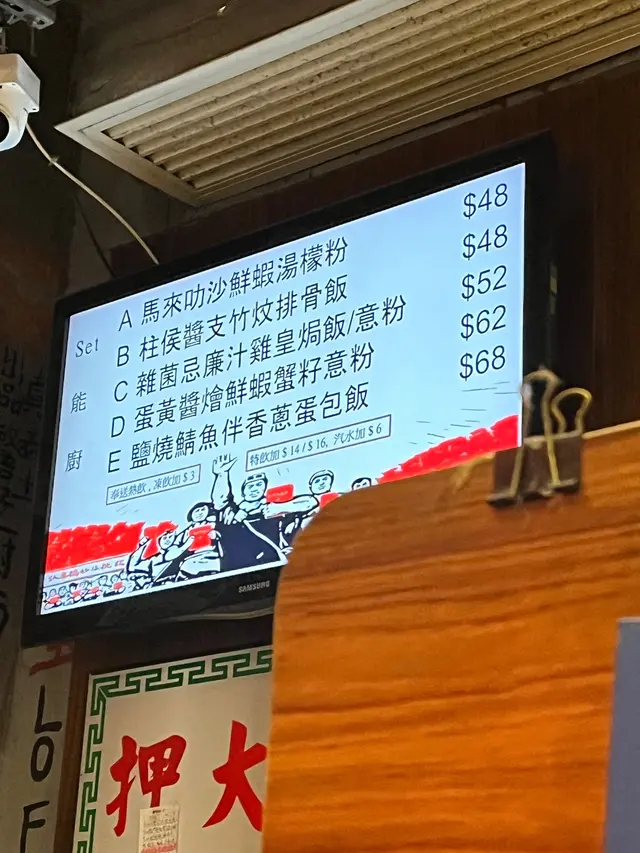 Set
能
廚
A 馬來叻沙鮮蝦湯檬粉 $48
B 柱侯醬支竹炆排骨飯 $48
C 雜菌忌廉汁雞皇焗飯/意粉 $52
D 蛋黃醬燴鮮蝦蟹籽意粉 $62
E 鹽燒鯖魚伴香蔥蛋包飯 $68
奉送熱飲 , 凍飲加 $ 3
特飲加 $ 14 / $ 16, 汽水加 $ 6
SAMSUNG
押 大
LOF